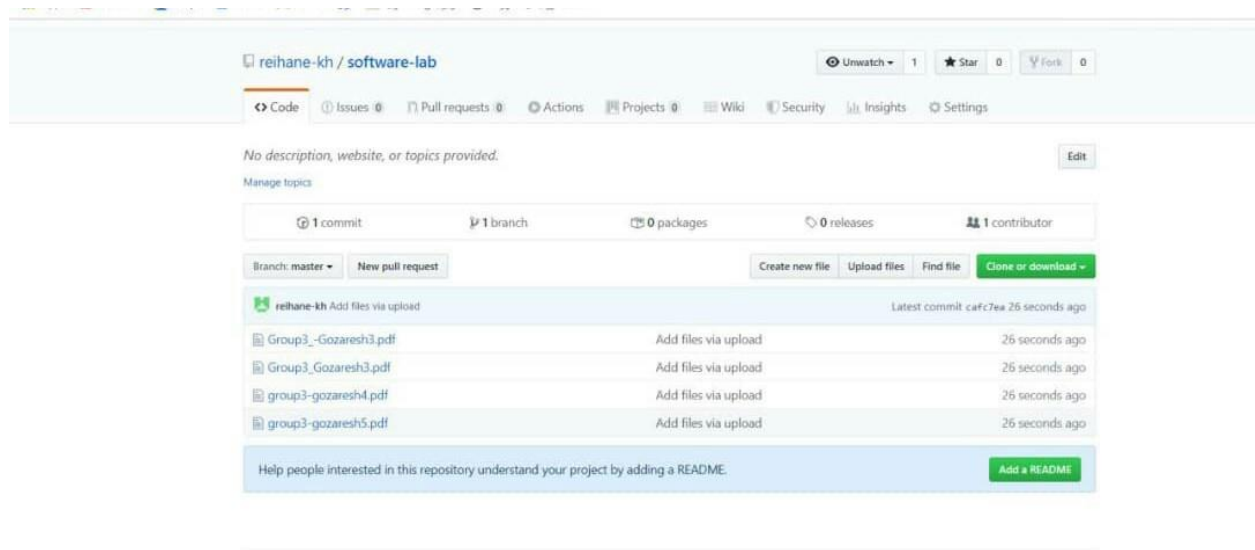 reihane-kh / software-lab Unwatch 1 Star 0 Fork 0
Code Issues 0 Pull requests 0 Actions Projects 0 Wiki Security Insights Settings
No description, website, or topics provided. Edit
Manage topics
1 commit 1 branch 0 packages 0 releases 1 contributor
Branch: master New pull request Create new file Upload files Find file Clone or download
reihane-kh Add files via upload Latest commit cafc7ea 26 seconds ago
Group3_-Gozaresh3.pdf Add files via upload 26 seconds ago
Group3_Gozaresh3.pdf Add files via upload 26 seconds ago
group3-gozaresh4.pdf Add files via upload 26 seconds ago
group3-gozaresh5.pdf Add files via upload 26 seconds ago
Help people interested in this repository understand your project by adding a README. Add a README